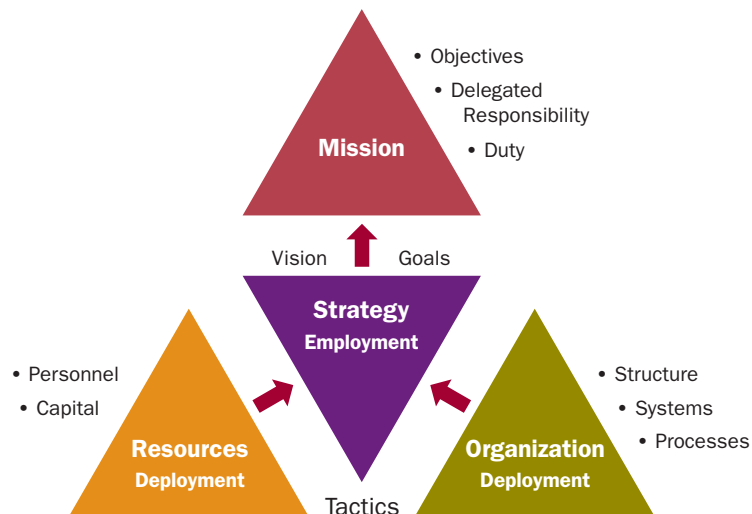 • Objectives
• Delegated
Responsibility
• Duty
Mission
Vision
Goals
Strategy
Employment
• Personnel
• Capital
• Structure
• Systems
• Processes
Resources
Deployment
Organization
Deployment
Tactics